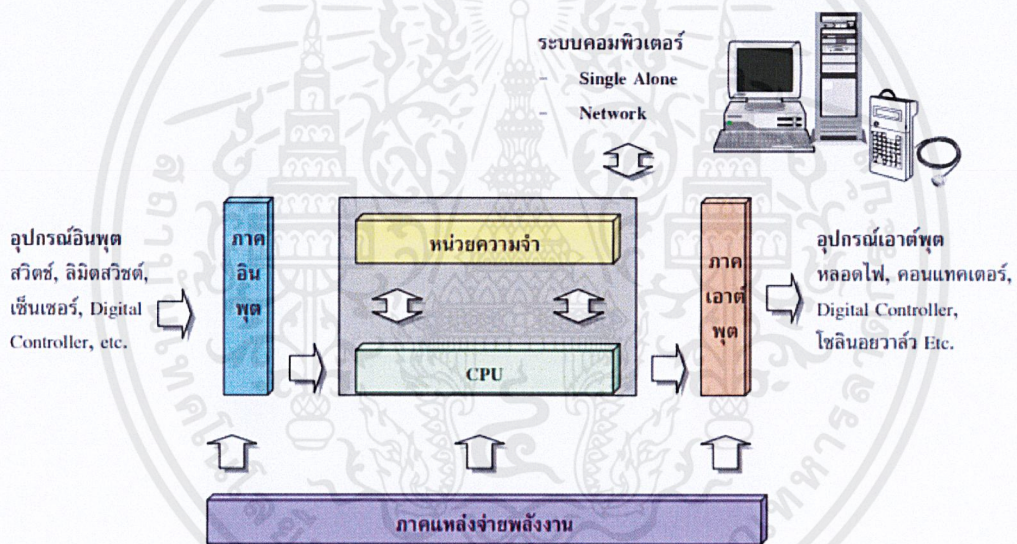 ระบบคอมพิวเตอร์
- Single Alone
- Network
อุปกรณ์อินพุต
สวิตช์, ลิมิตสวิชต์,
เซ็นเซอร์, Digital
Controller, etc.
ภาค
อิน
พุต
หน่วยความจำ
CPU
ภาค
เอาต์
พุต
อุปกรณ์เอาต์พุต
หลอดไฟ, คอนแทคเตอร์,
Digital Controller,
โซลินอยวาล์ว Etc.
ภาคแหล่งจ่ายพลังงาน